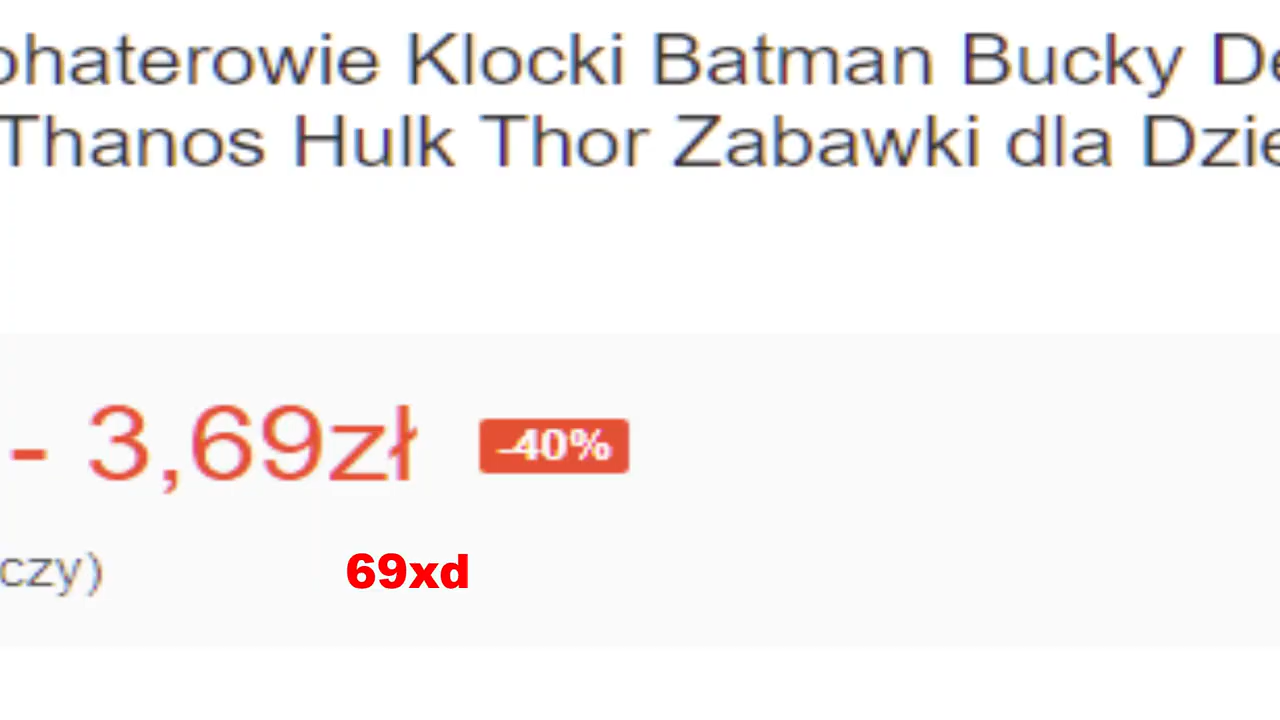 ohaterowie Klocki Batman Bucky De
Thanos Hulk Thor Zabawki dla Dzie
- 3,69zł -40%
czy)
69xd